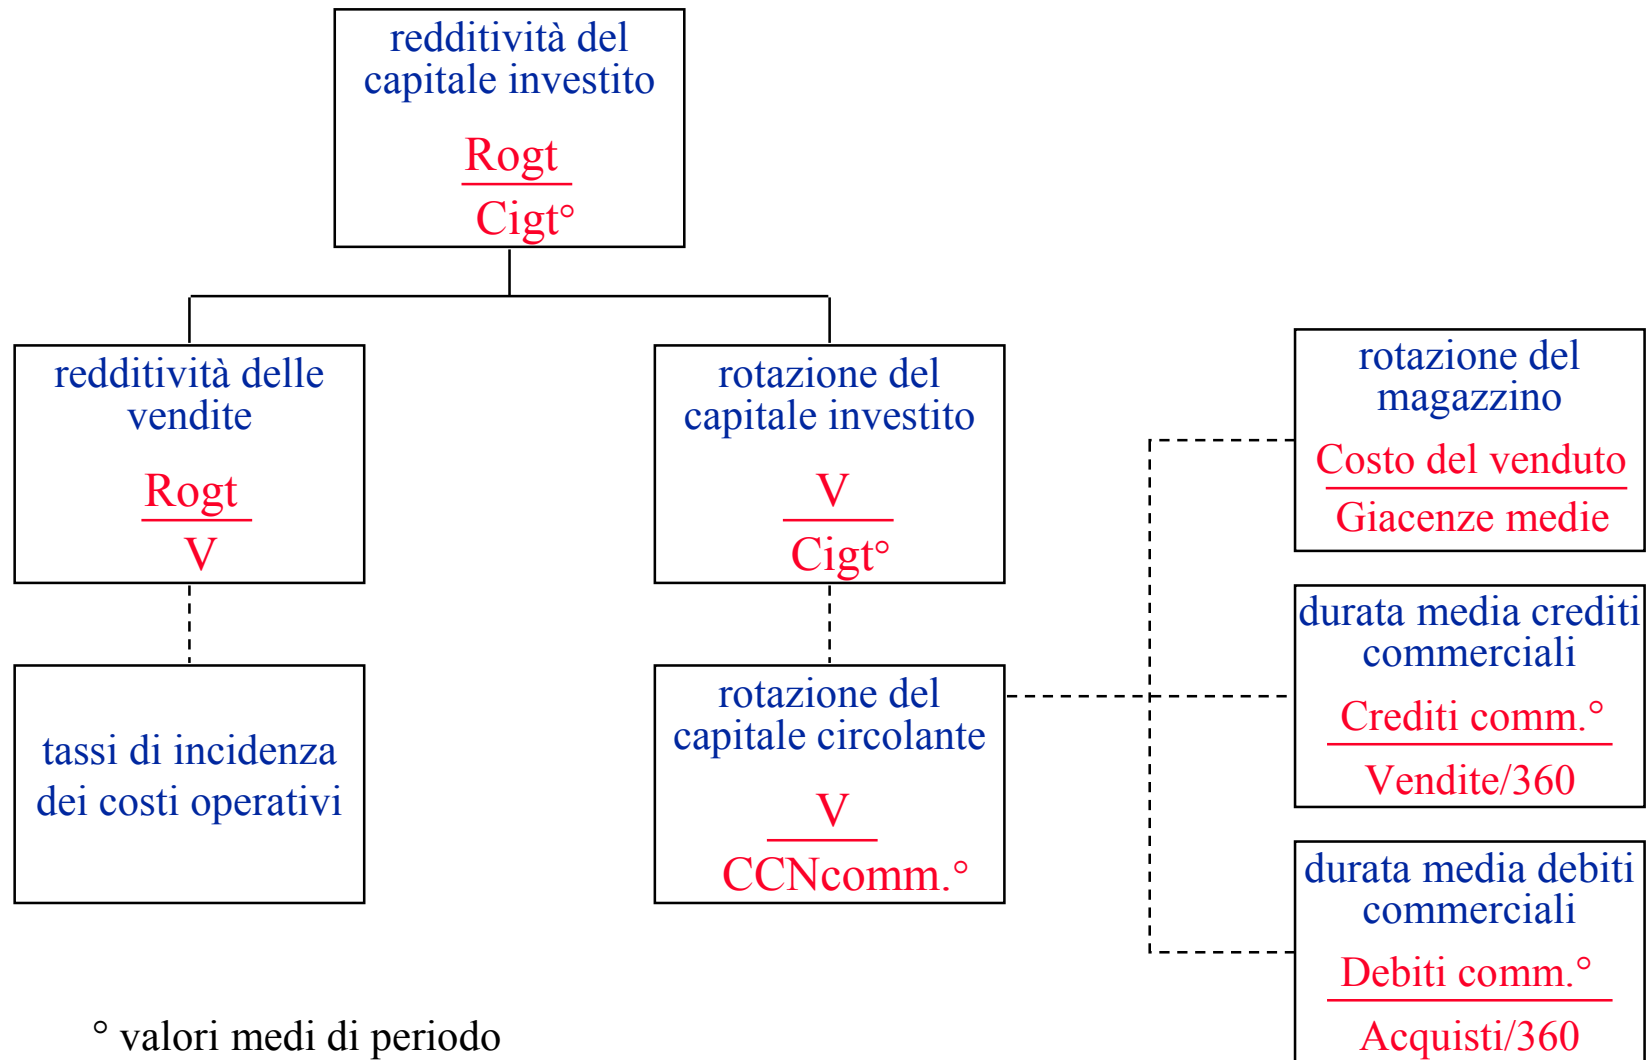 redditività del
capitale investito
Rogt
Cigt°
redditività delle
vendite
Rogt
V
rotazione del
capitale investito
V
Cigt°
rotazione del
magazzino
Costo del venduto
Giacenze medie
tassi di incidenza
dei costi operativi
rotazione del
capitale circolante
V
CCNcomm.°
durata media crediti
commerciali
Crediti comm.°
Vendite/360
durata media debiti
commerciali
Debiti comm.°
Acquisti/360
° valori medi di periodo